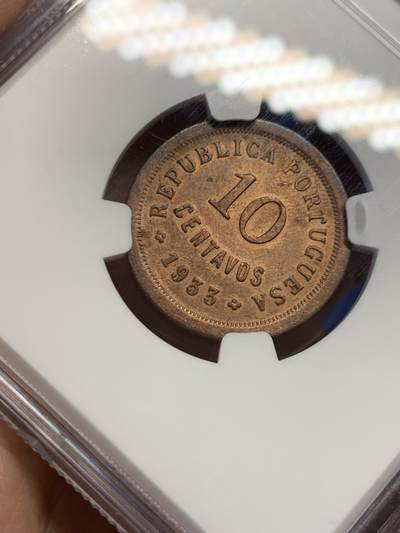 REPUBLICA PORTUGUESA
10
CENTAVOS
1933